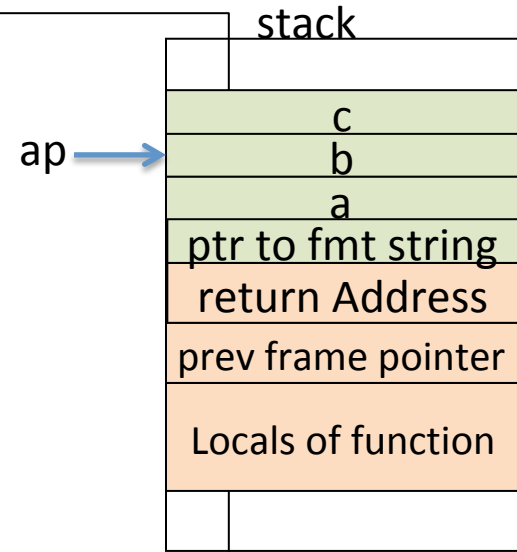 stack
c
ap
b
a
ptr to fmt string
return Address
prev frame pointer
Locals of function